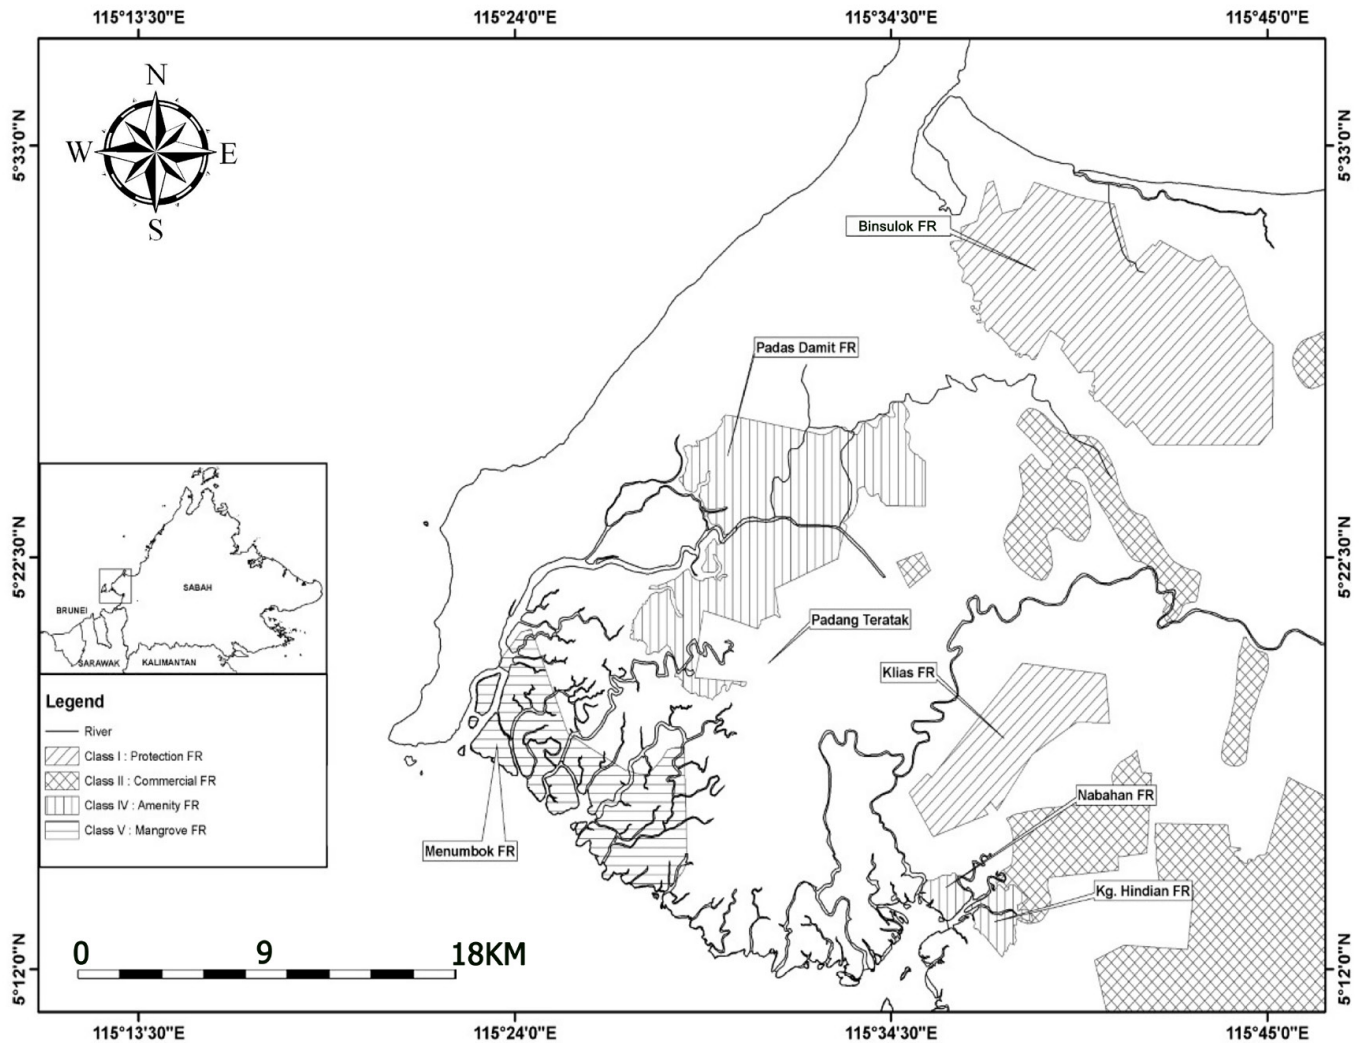 115°13'30"E
115°24'0"E
115°34'30"E
115°45'0"E
N
W
E
S
5°33'0"N
5°33'0"N
Binsulok FR
Padas Damit FR
5°22'30"N
5°22'30"N
SABAH
BRUNEI
SARAWAK
KALIMANTAN
Padang Teratak
Klias FR
Legend
River
Class I : Protection FR
Class II : Commercial FR
Class IV : Amenity FR
Class V : Mangrove FR
Nabahan FR
Menumbok FR
Kg. Hindian FR
0
9
18KM
5°12'0"N
5°12'0"N
115°13'30"E
115°24'0"E
115°34'30"E
115°45'0"E